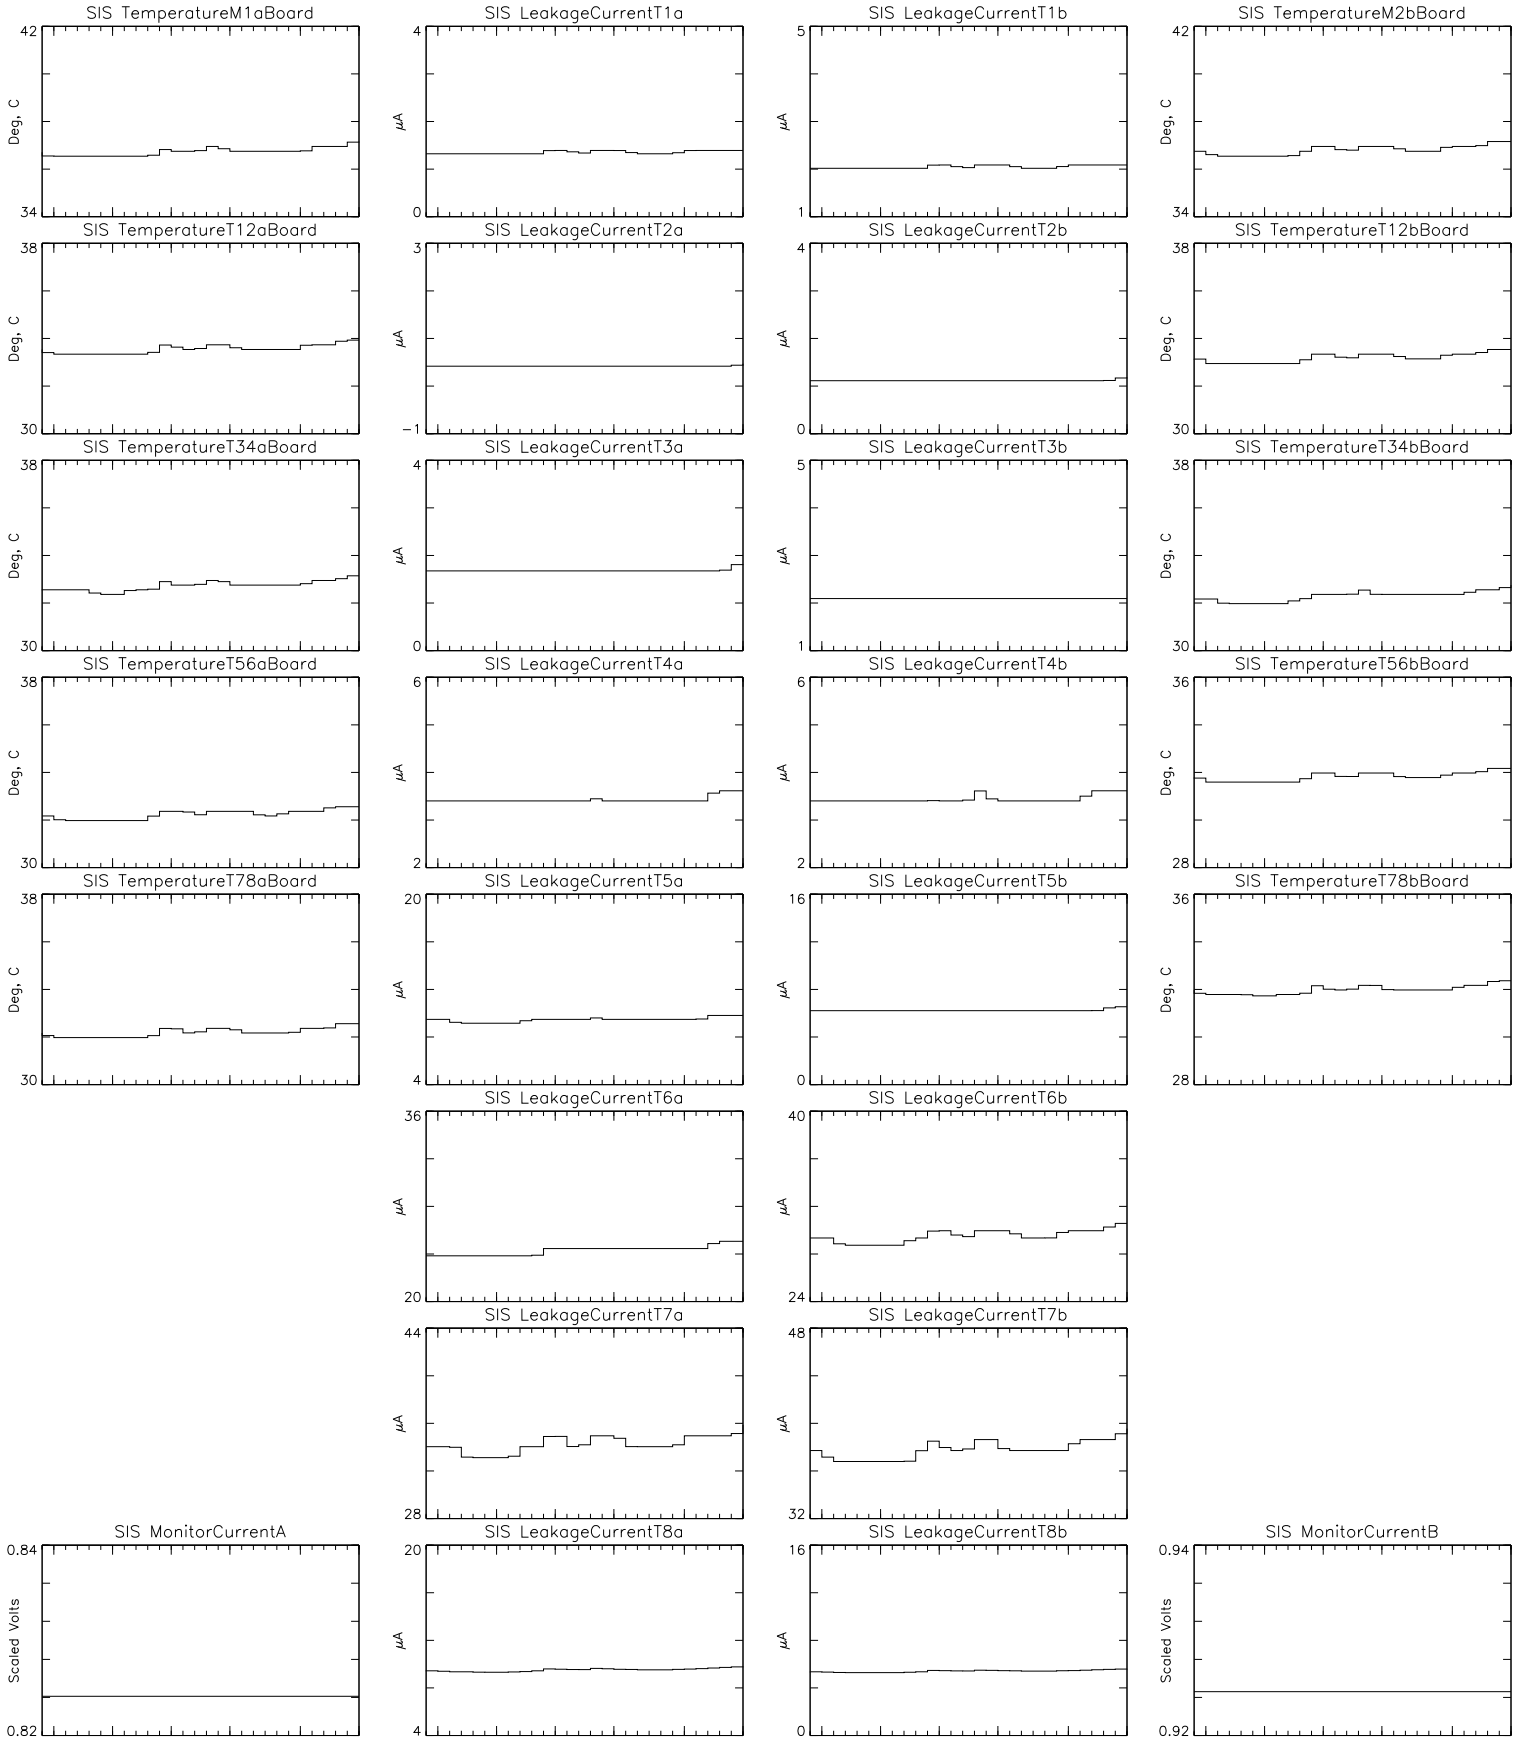 SIS TemperatureM1aBoard
42
Deg, C
34
SIS LeakageCurrentT1a
4
μA
0
SIS LeakageCurrentT1b
5
μA
1
SIS TemperatureM2bBoard
42
Deg, C
34
SIS TemperatureT12aBoard
38
Deg, C
30
SIS LeakageCurrentT2a
3
μA
−1
SIS LeakageCurrentT2b
4
μA
0
SIS TemperatureT12bBoard
38
Deg, C
30
SIS TemperatureT34aBoard
38
Deg, C
30
SIS LeakageCurrentT3a
4
μA
0
SIS LeakageCurrentT3b
5
μA
1
SIS TemperatureT34bBoard
38
Deg, C
30
SIS TemperatureT56aBoard
38
Deg, C
30
SIS LeakageCurrentT4a
6
μA
2
SIS LeakageCurrentT4b
6
μA
2
SIS TemperatureT56bBoard
36
Deg, C
28
SIS TemperatureT78aBoard
38
Deg, C
30
SIS LeakageCurrentT5a
20
μA
4
SIS LeakageCurrentT5b
16
μA
0
SIS TemperatureT78bBoard
36
Deg, C
28
SIS LeakageCurrentT6a
36
μA
20
SIS LeakageCurrentT6b
40
μA
24
SIS LeakageCurrentT7a
44
μA
28
SIS LeakageCurrentT7b
48
μA
32
SIS MonitorCurrentA
0.84
Scaled Volts
0.82
SIS LeakageCurrentT8a
20
μA
4
SIS LeakageCurrentT8b
16
μA
0
SIS MonitorCurrentB
0.94
Scaled Volts
0.92